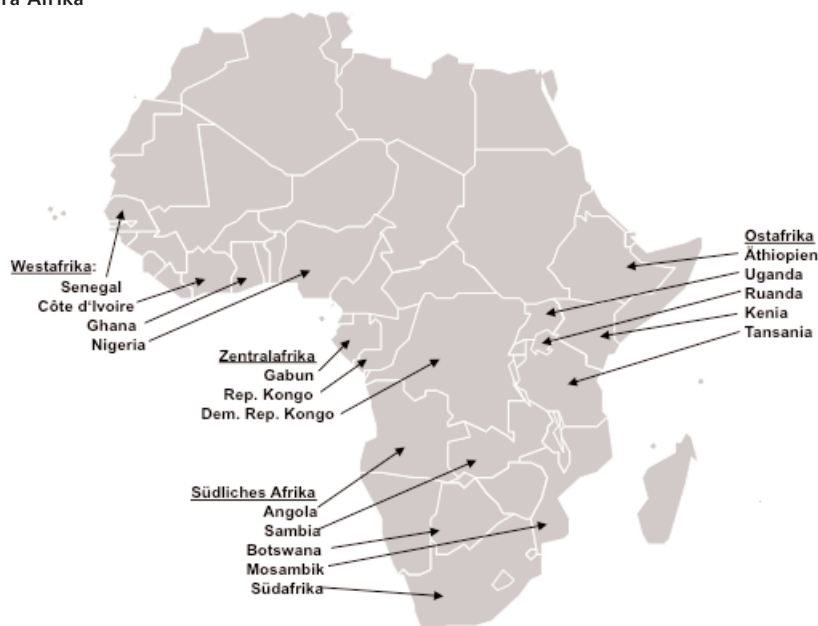 Afrika
Westafrika:
Senegal
Côte d'Ivoire
Ghana
Nigeria
Zentralafrika
Gabun
Rep. Kongo
Dem. Rep. Kongo
Südliches Afrika
Angola
Sambia
Botswana
Mosambik
Südafrika
Ostafrika
Äthiopien
Uganda
Ruanda
Kenia
Tansania